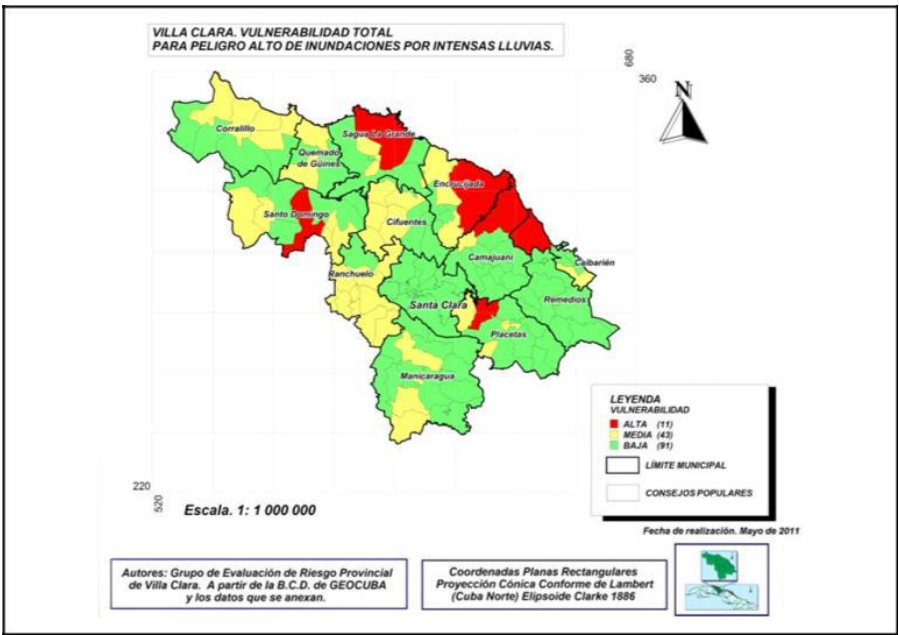 VILLA CLARA. VULNERABILIDAD TOTAL
PARA PELIGRO ALTO DE INUNDACIONES POR INTENSAS LLUVIAS.
680
360
N
Corralillo
Sagua La Grande
Quemado
de Güines
Encrucijada
Santo Domingo
Cifuentes
Camajuaní
Caibarién
Ranchuelo
Remedios
Santa Clara
Placetas
Manicaragua
LEYENDA
VULNERABILIDAD
ALTA (11)
MEDIA (43)
BAJA (91)
LÍMITE MUNICIPAL
CONSEJOS POPULARES
220
520
Escala. 1: 1 000 000
Fecha de realización. Mayo de 2011
Autores: Grupo de Evaluación de Riesgo Provincial
de Villa Clara. A partir de la B.C.D. de GEOCUBA
y los datos que se anexan.
Coordenadas Planas Rectangulares
Proyección Cónica Conforme de Lambert
(Cuba Norte) Elipsoide Clarke 1886